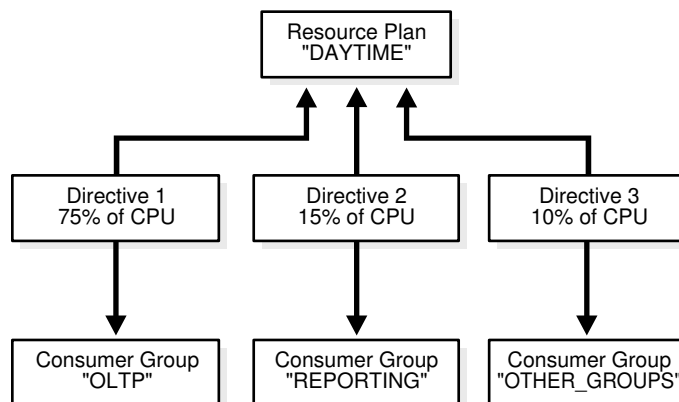 Resource Plan
"DAYTIME"
Directive 1
75% of CPU
Directive 2
15% of CPU
Directive 3
10% of CPU
Consumer Group
"OLTP"
Consumer Group
"REPORTING"
Consumer Group
"OTHER_GROUPS"